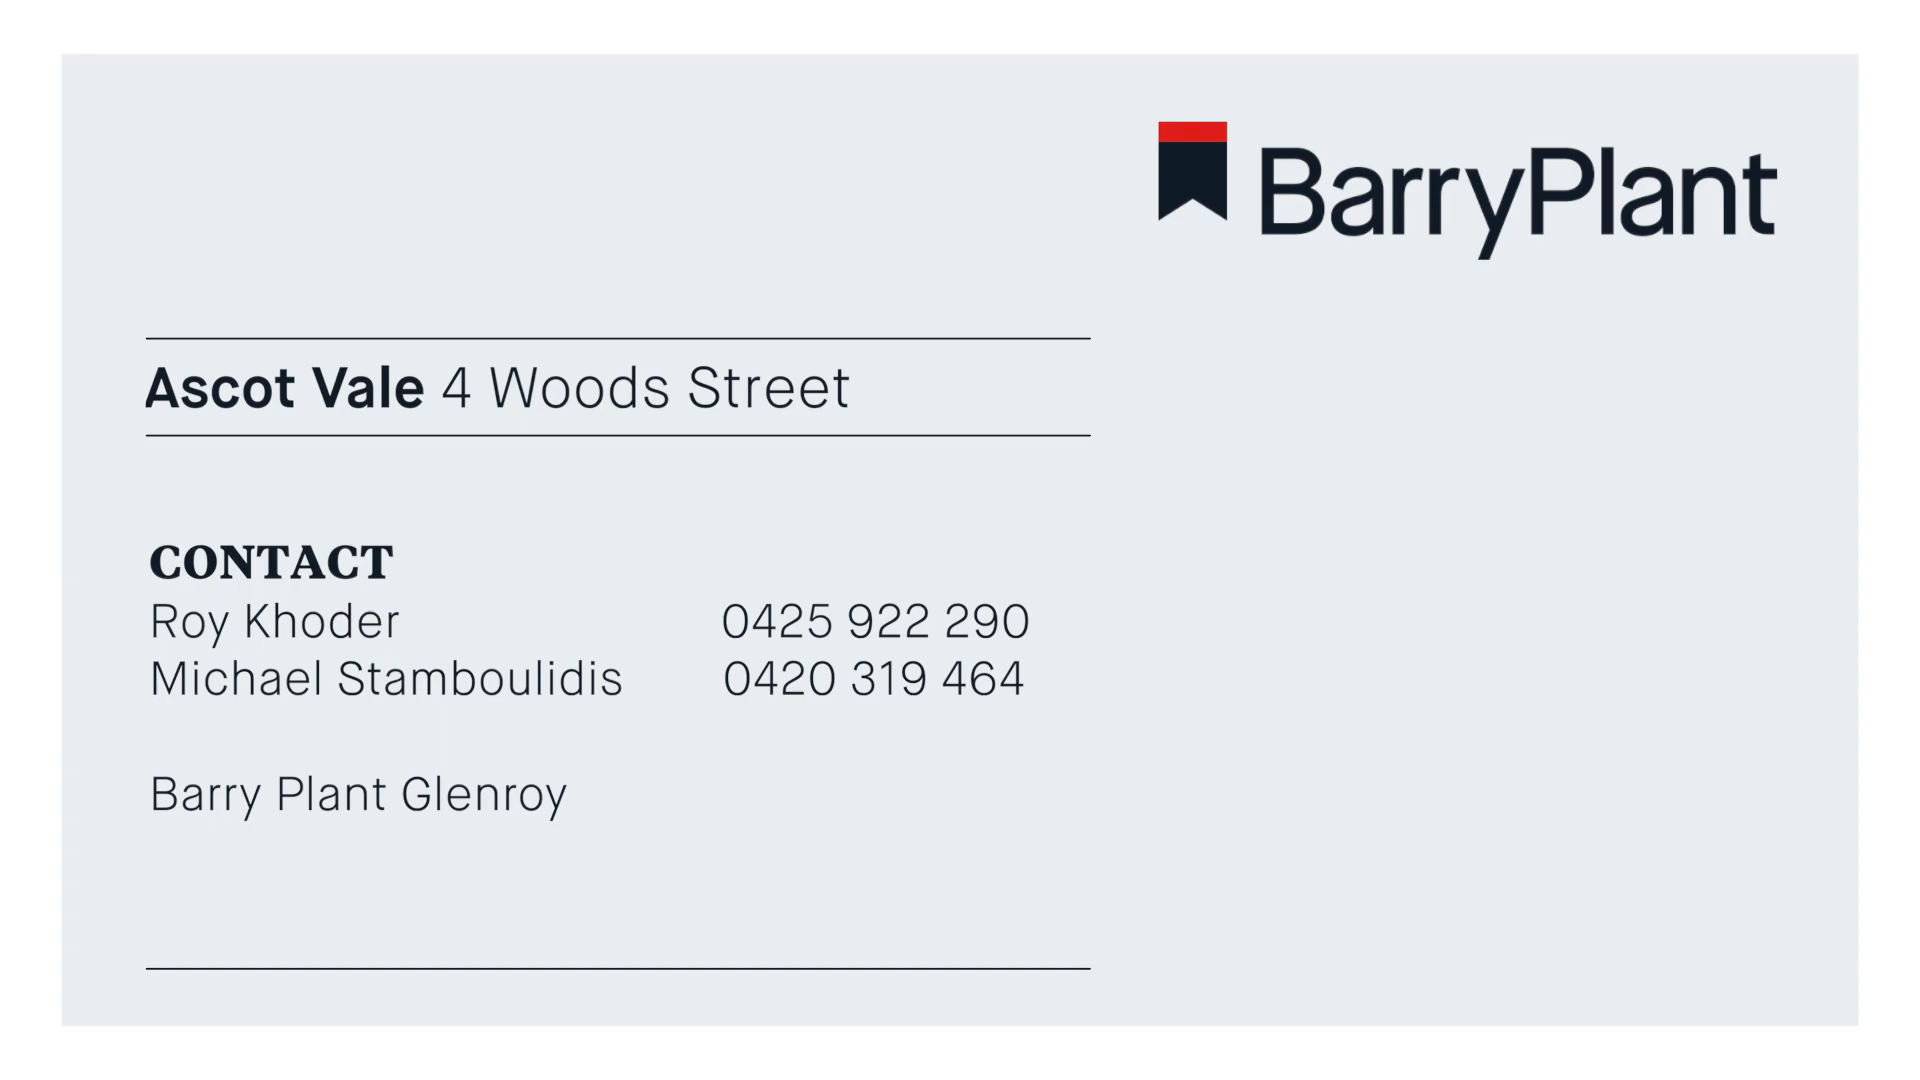 BarryPlant
Ascot Vale 4 Woods Street
CONTACT
Roy Khoder 0425 922 290
Michael Stamboulidis 0420 319 464
Barry Plant Glenroy